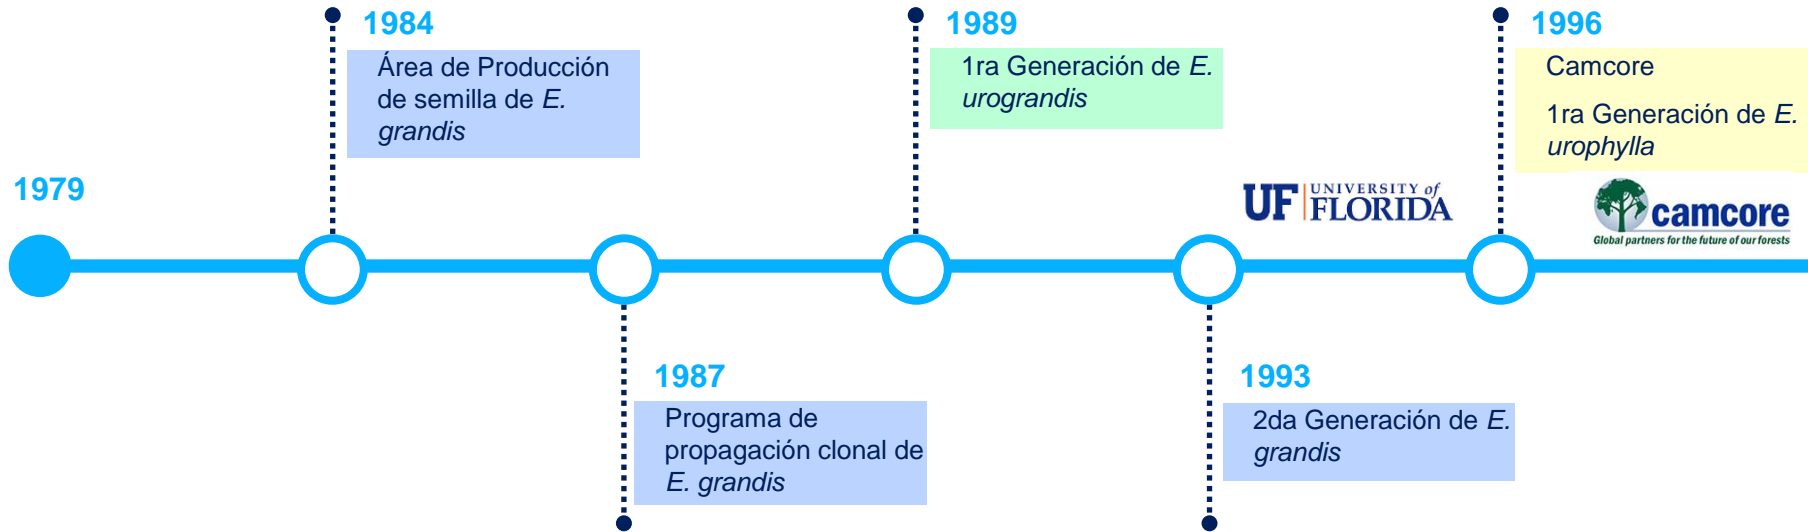 1979
1984
Área de Producción
de semilla de E.
grandis
1987
Programa de
propagación clonal de
E. grandis
1989
1ra Generación de E.
urograndis
1993
2da Generación de E.
grandis
UF UNIVERSITY of
FLORIDA
1996
Camcore
1ra Generación de E.
urophylla
camcore
Global partners for the future of our forests